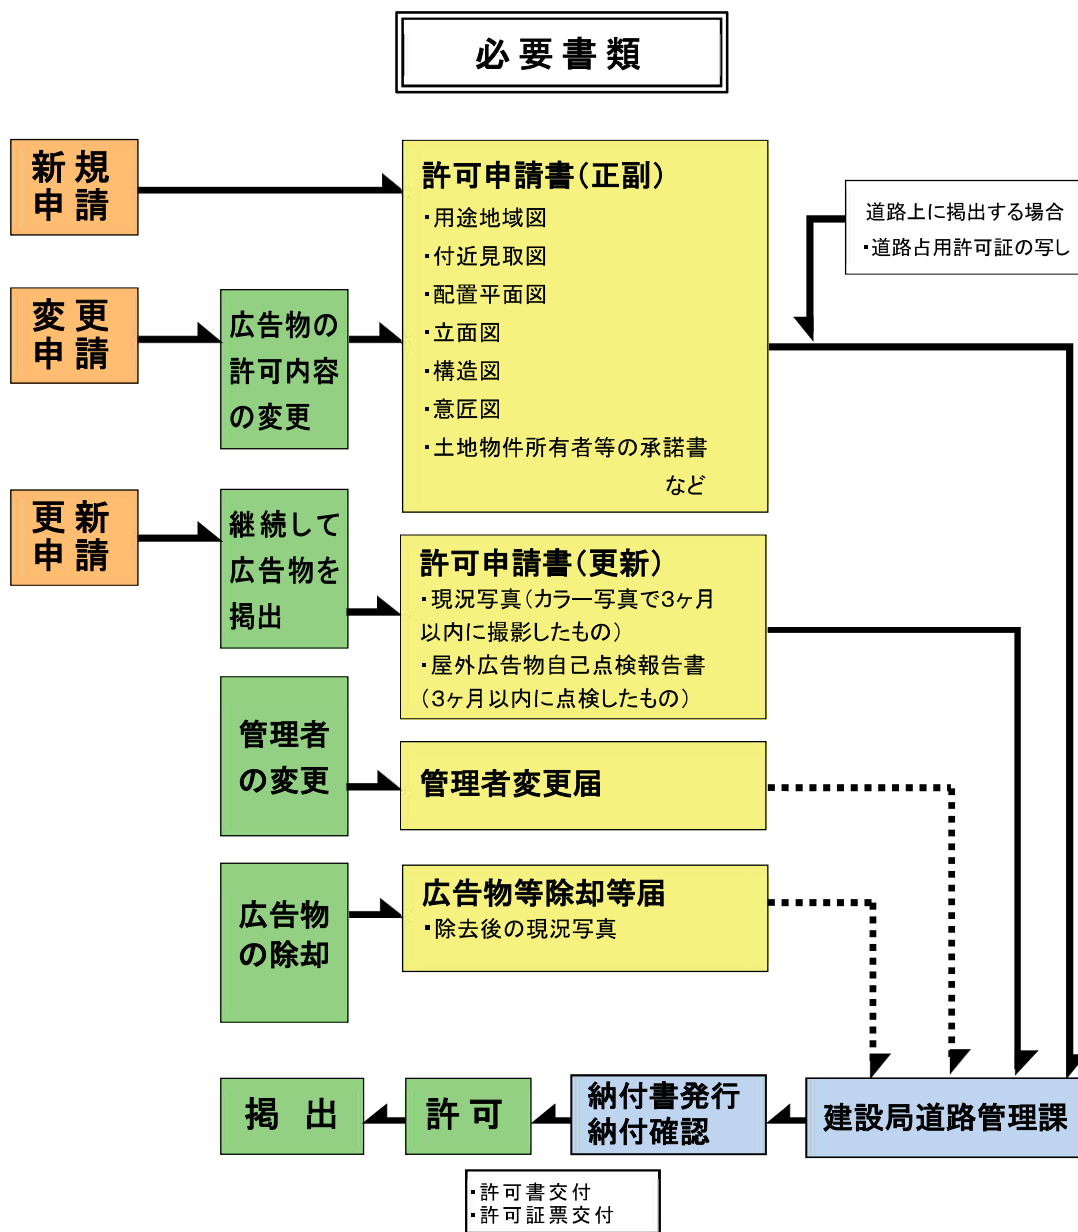 必要書類
新規
申請
許可申請書(正副)
・用途地域図
・付近見取図
・配置平面図
・立面図
・構造図
・意匠図
・土地物件所有者等の承諾書
など
道路上に掲出する場合
・道路占用許可証の写し
変更
申請
広告物の
許可内容
の変更
更新
申請
継続して
広告物を
掲出
許可申請書(更新)
・現況写真(カラー写真で3ヶ月
以内に撮影したもの)
・屋外広告物自己点検報告書
(3ヶ月以内に点検したもの)
管理者
の変更
管理者変更届
広告物
の除却
広告物等除却等届
・除去後の現況写真
掲出
許可
納付書発行
納付確認
建設局道路管理課
・許可書交付
・許可証票交付